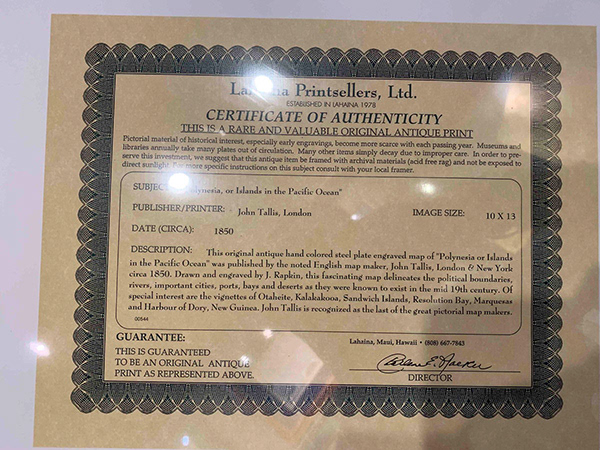 Lahaina Printsellers, Ltd.
ESTABLISHED IN LAHAINA 1978
CERTIFICATE OF AUTHENTICITY
THIS IS A RARE AND VALUABLE ORIGINAL ANTIQUE PRINT
Pictorial material of historical interest, especially early engravings, become more scarce with each passing year. Museums and
libraries annually take many plates out of circulation. Many other items simply decay due to improper care. In order to pre-
serve this investment, we suggest that this antique item be framed with archival materials (acid free rag) and not be exposed to
direct sunlight. For more specific instructions on this subject consult with your local framer.
SUBJECT: "Polynesia, or Islands in the Pacific Ocean"
PUBLISHER/PRINTER: John Tallis, London IMAGE SIZE: 10 X 13
DATE (CIRCA): 1850
DESCRIPTION: This original antique hand colored steel plate engraved map of "Polynesia or Islands
in the Pacific Ocean" was published by the noted English map maker, John Tallis, London & New York
circa 1850. Drawn and engraved by J. Rapkin, this fascinating map delineates the political boundaries,
rivers, important cities, ports, bays and deserts as they were known to exist in the mid 19th century. Of
special interest are the vignettes of Otaheite, Kalakakooa, Sandwich Islands, Resolution Bay, Marquesas
and Harbour of Dory, New Guinea. John Tallis is recognized as the last of the great pictorial map makers.
00544
GUARANTEE:
THIS IS GUARANTEED
TO BE AN ORIGINAL ANTIQUE
PRINT AS REPRESENTED ABOVE.
Lahaina, Maui, Hawaii • (808) 667-7843
DIRECTOR